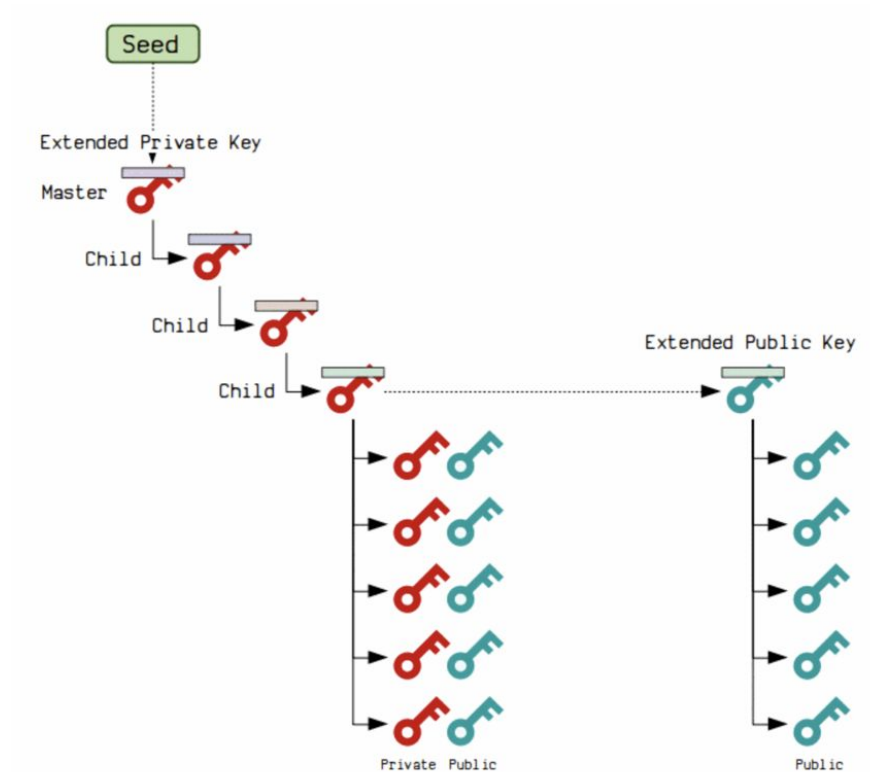 Seed
Extended Private Key
Master
Child
Child
Extended Public Key
Child
Private Public
Public